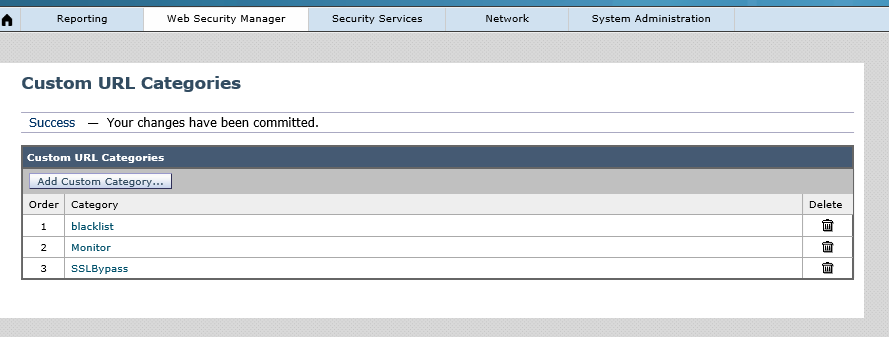 Reporting Web Security Manager Security Services Network System Administration
Custom URL Categories
Success — Your changes have been committed.
Custom URL Categories
Add Custom Category...
Order Category Delete
1 blacklist
2 Monitor
3 SSLBypass